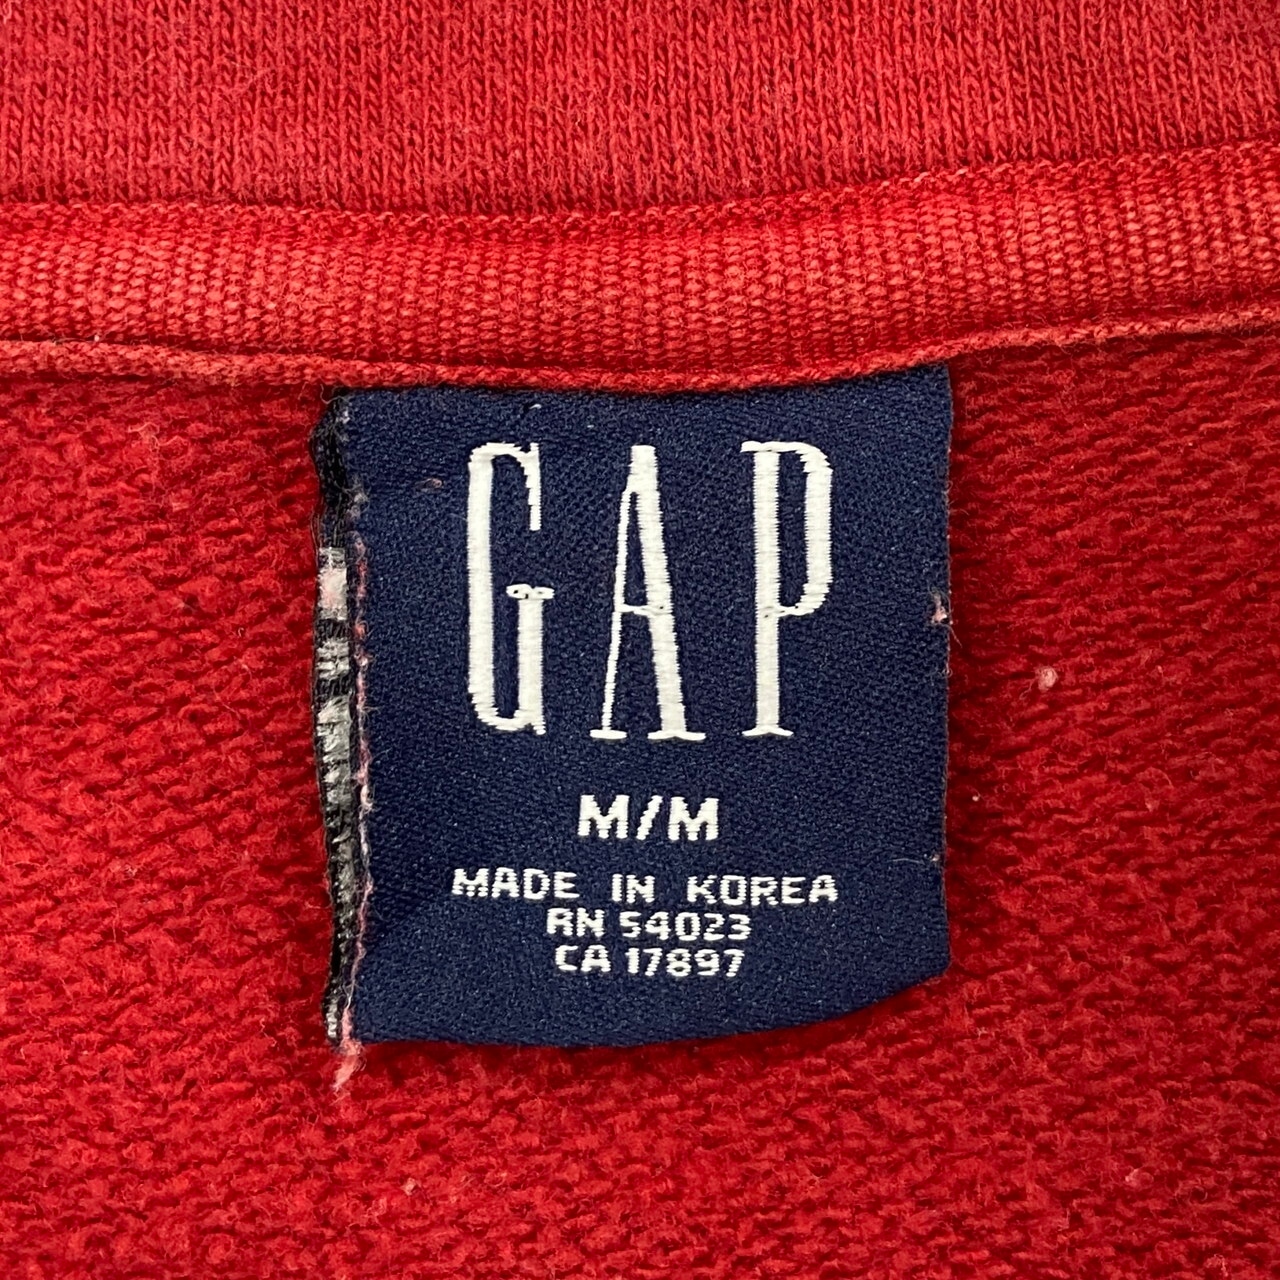 GAP
M/M
MADE IN KOREA
RN 54023
CA 17897